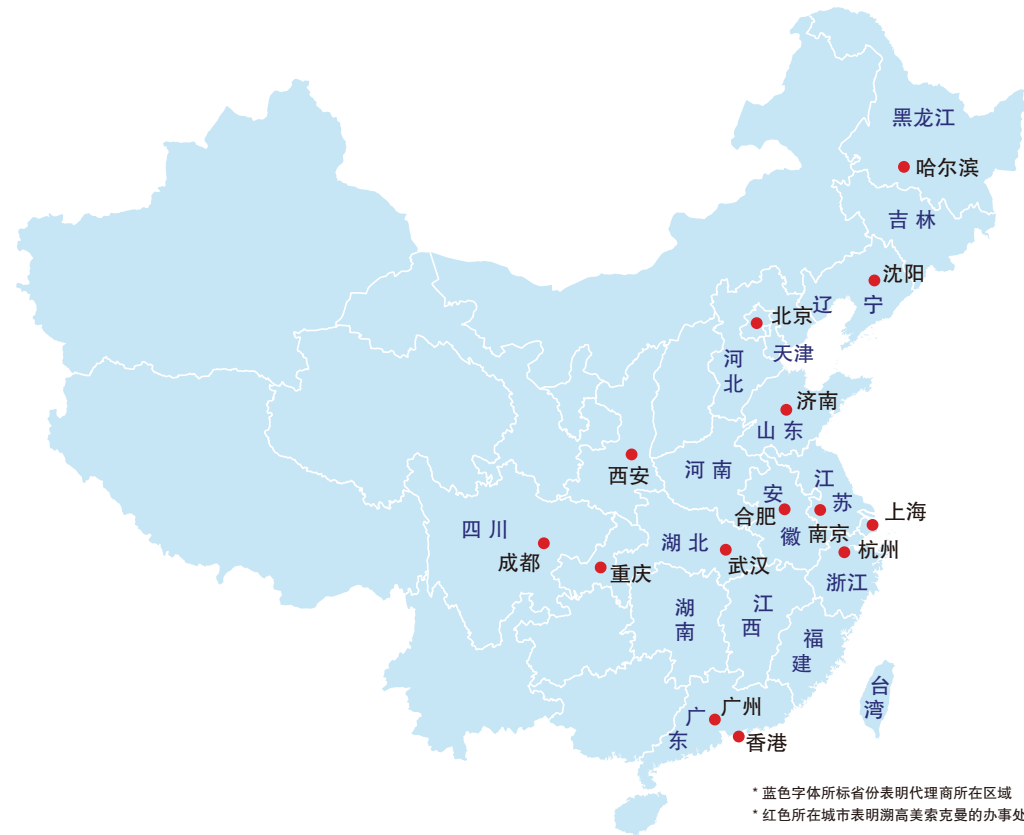 黑龙江
哈尔滨
吉 林
沈阳
辽 宁
北京
天津
河
北
济南
山 东
西安
河 南
安
徽
合肥
江
苏
南京
上海
杭州
浙江
四 川
成都
重庆
湖 北
武汉
湖
南
江
西
福
建
台
湾
广
东
广州
香港
* 蓝色字体所标省份表明代理商所在区域
* 红色所在城市表明溯高美索克曼的办事处